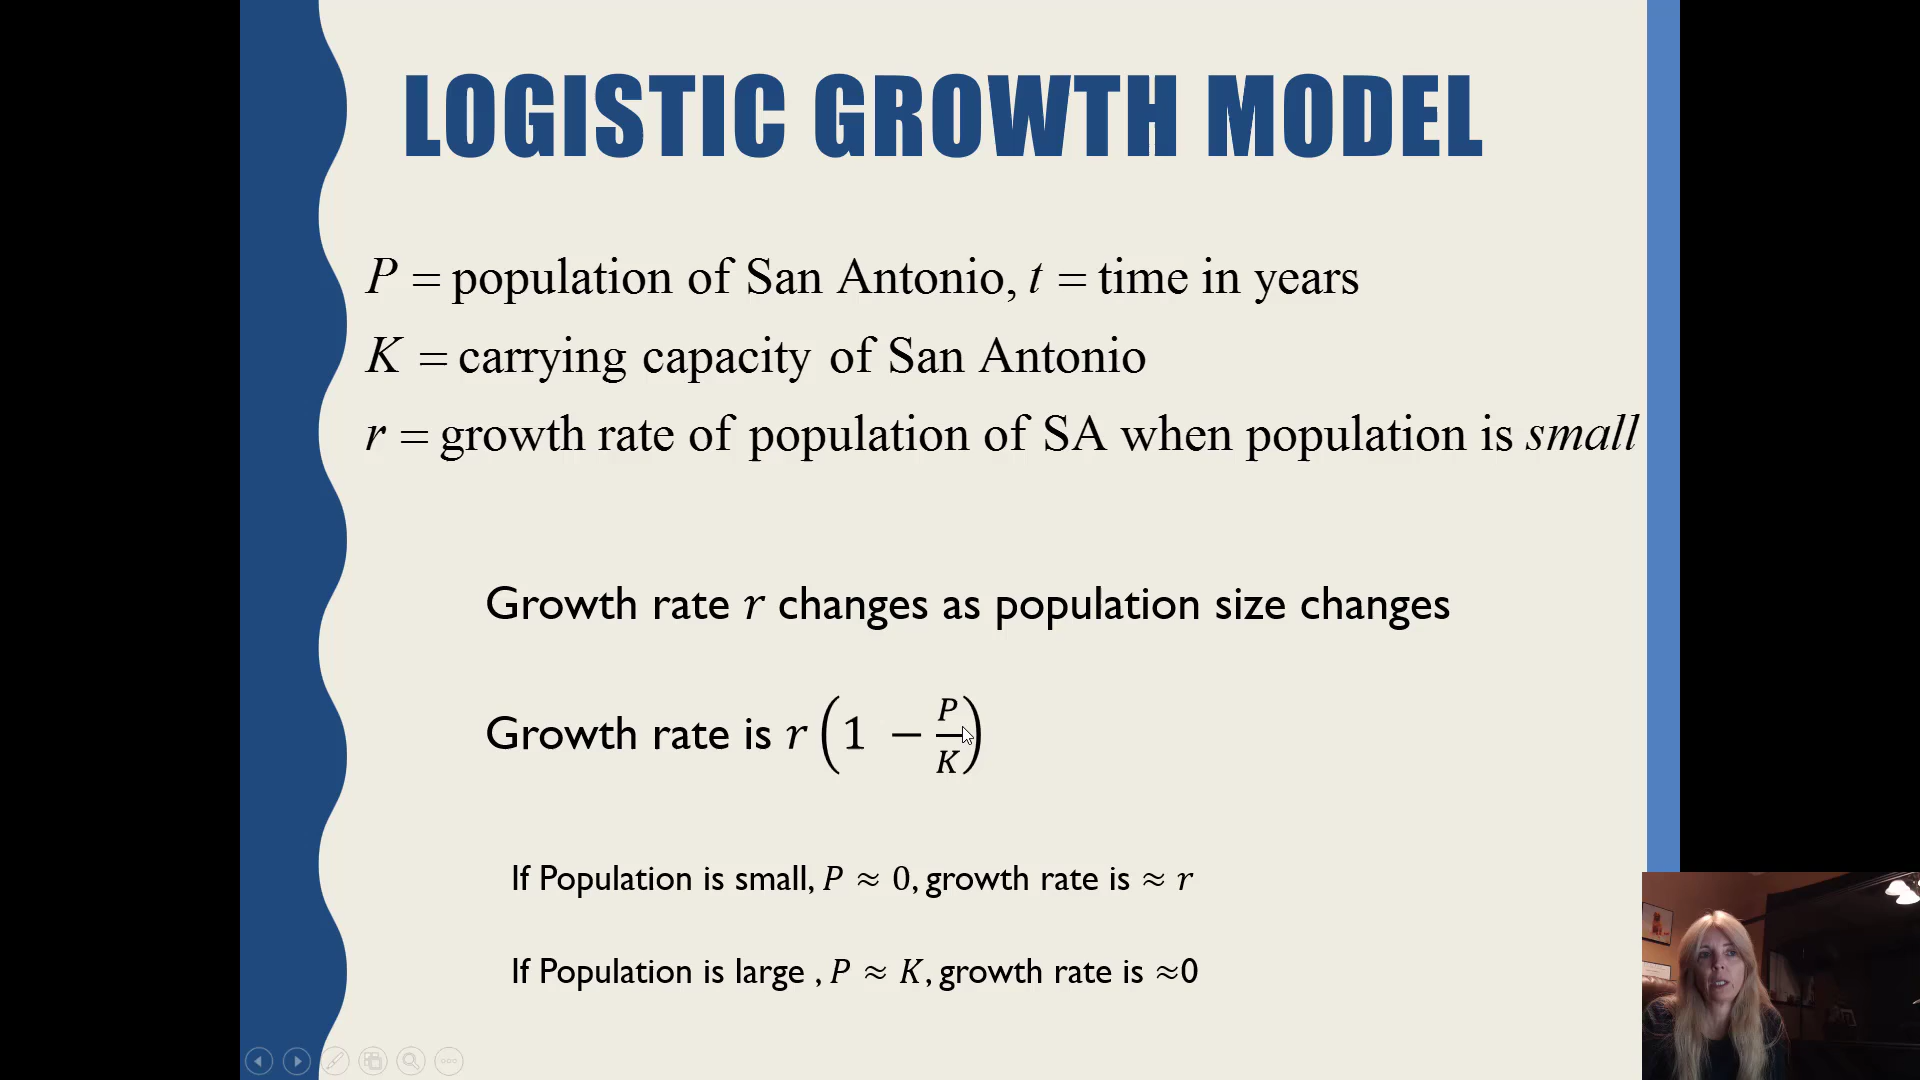 LOGISTIC GROWTH MODEL
P = population of San Antonio, t = time in years
K = carrying capacity of San Antonio
r = growth rate of population of SA when population is small
Growth rate r changes as population size changes
Growth rate is r(1 − P/K)
If Population is small, P ≈ 0, growth rate is ≈ r
If Population is large , P ≈ K, growth rate is ≈0